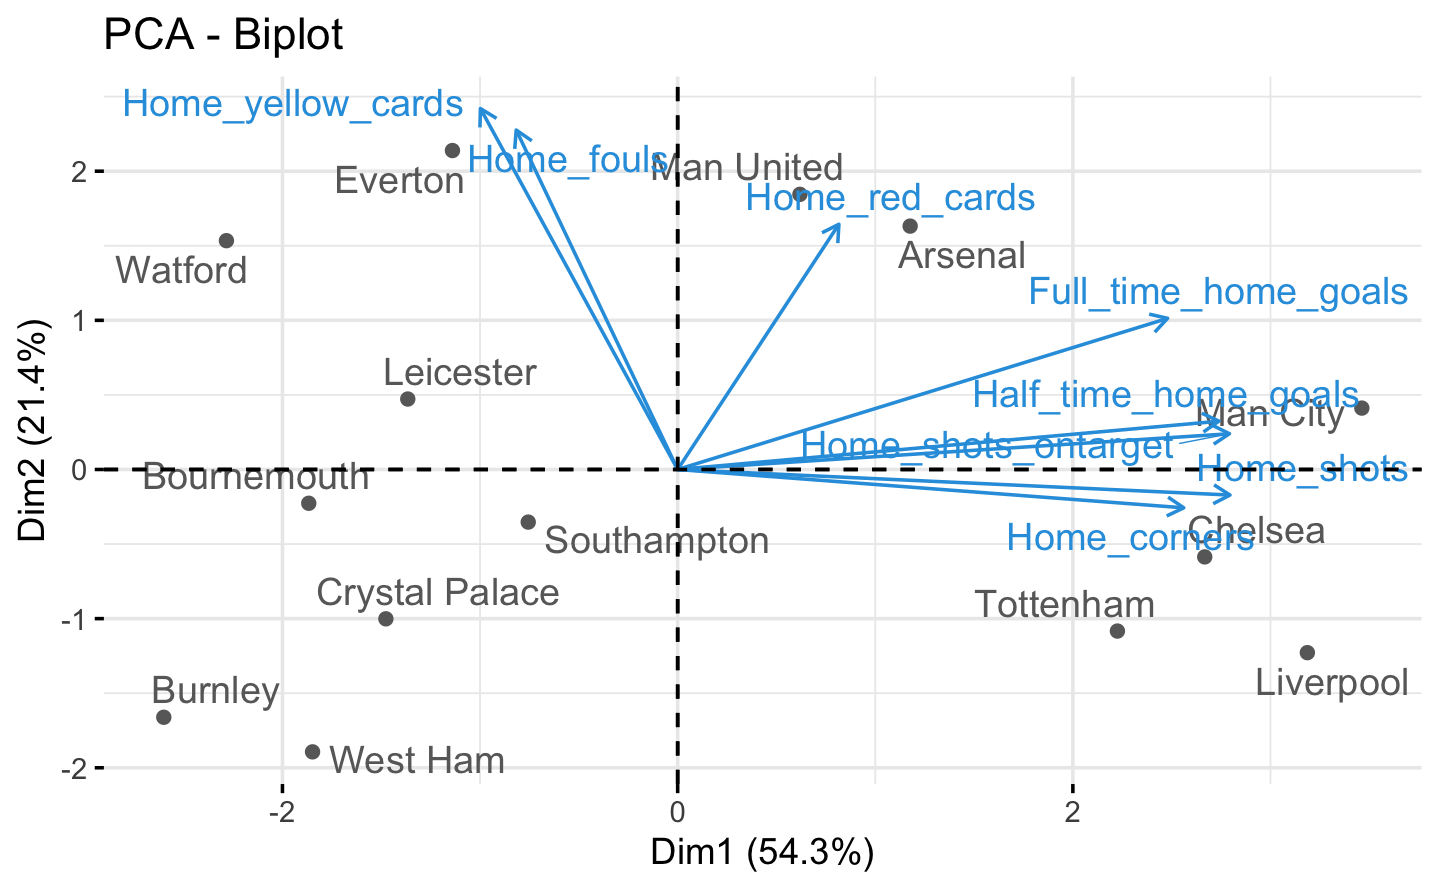 PCA - Biplot
Home_yellow_cards
Everton
Home_fouls
Man United
Home_red_cards
Watford
Arsenal
Full_time_home_goals
Leicester
Half_time_home_goals
Man City
Home_shots_ontarget
Home_shots
Bournemouth
Southampton
Chelsea
Home_corners
Crystal Palace
Tottenham
Burnley
Liverpool
West Ham
2
1
0
-1
-2
Dim2 (21.4%)
-2
0
2
Dim1 (54.3%)